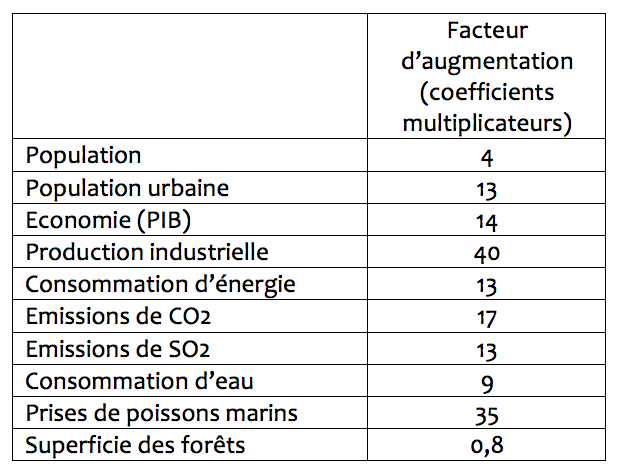 Facteur
d’augmentation
(coefficients
multiplicateurs)
Population 4
Population urbaine 13
Economie (PIB) 14
Production industrielle 40
Consommation d’énergie 13
Emissions de CO2 17
Emissions de SO2 13
Consommation d’eau 9
Prises de poissons marins 35
Superficie des forêts 0,8